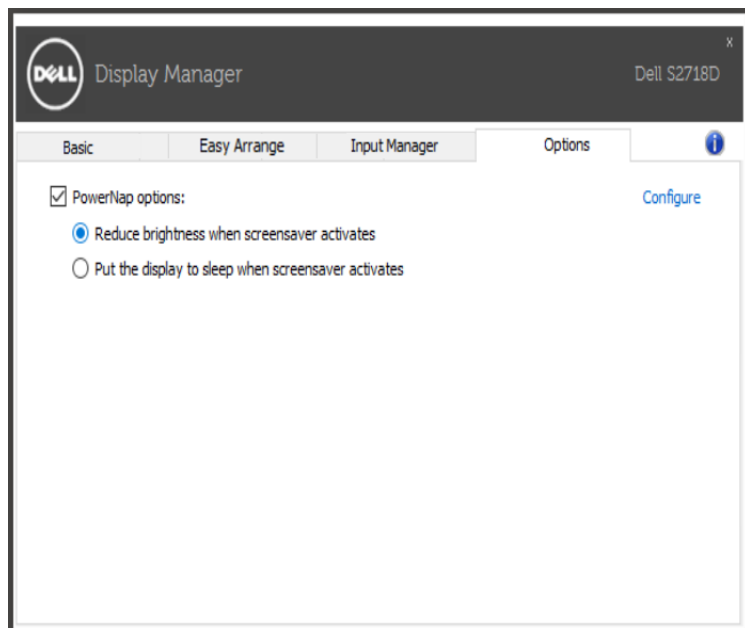 DELL Display Manager Dell S2718D x
Basic Easy Arrange Input Manager Options i
PowerNap options: Configure
Reduce brightness when screensaver activates
Put the display to sleep when screensaver activates